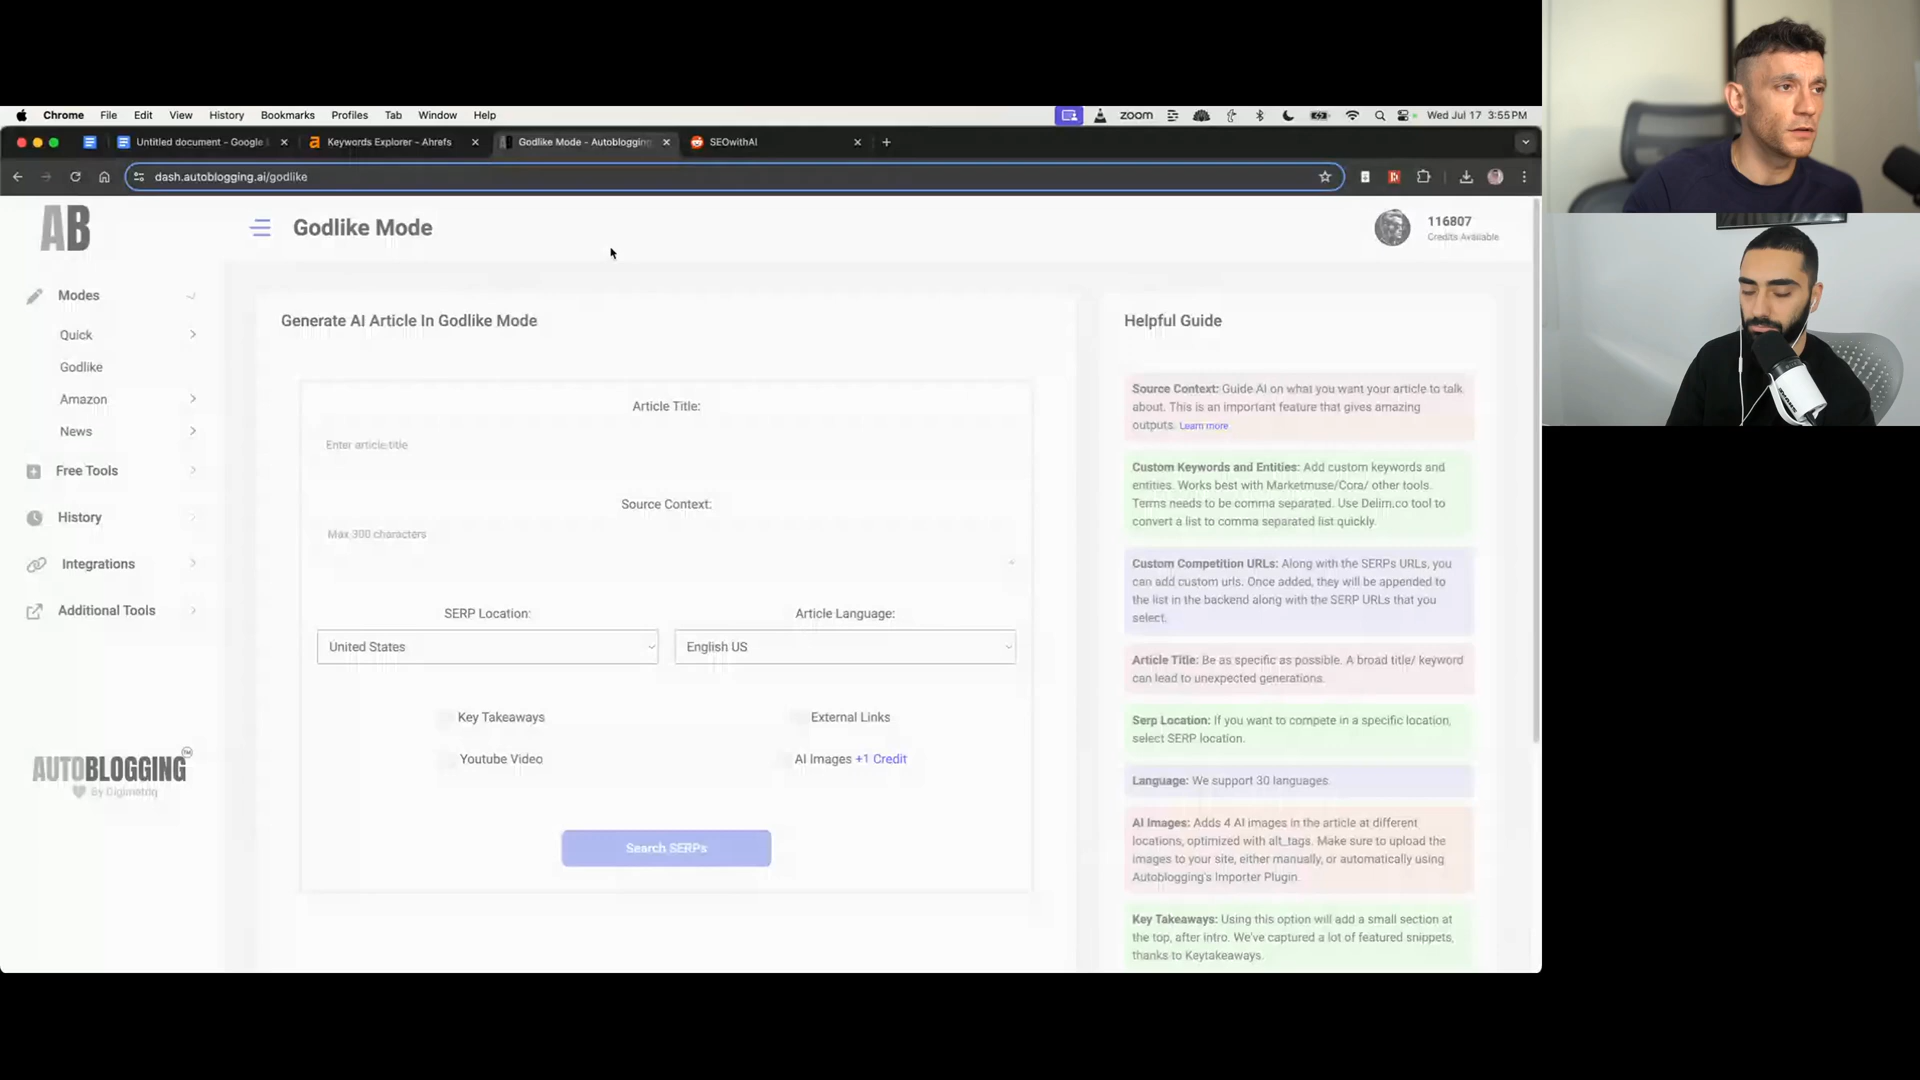 Chrome File Edit View History Bookmarks Profiles Tab Window Help
zoom Wed Jul 17 3:55PM
Untitled document - Google
Keywords Explorer - Ahrefs
Godlike Mode - Autoblogging
SEOwithAI
dash.autoblogging.ai/godlike
AB
Godlike Mode
116807
Credits Available
Modes
Quick
Godlike
Amazon
News
Free Tools
History
Integrations
Additional Tools
AUTOBLOGGING
TM
By Digimetriq
Generate AI Article In Godlike Mode
Article Title:
Enter article title
Source Context:
Max 300 characters
SERP Location:
United States
Article Language:
English US
Key Takeaways
External Links
Youtube Video
AI Images +1 Credit
Search SERPs
Helpful Guide
Source Context: Guide AI on what you want your article to talk
about. This is an important feature that gives amazing
outputs. Learn more
Custom Keywords and Entities: Add custom keywords and
entities. Works best with Marketmuse/Cora/ other tools.
Terms needs to be comma separated. Use Delim.co tool to
convert a list to comma separated list quickly.
Custom Competition URLs: Along with the SERPs URLs, you
can add custom urls. Once added, they will be appended to
the list in the backend along with the SERP URLs that you
select.
Article Title: Be as specific as possible. A broad title/ keyword
can lead to unexpected generations.
Serp Location: If you want to compete in a specific location,
select SERP location.
Language: We support 30 languages.
AI Images: Adds 4 AI images in the article at different
locations, optimized with alt_tags. Make sure to upload the
images to your site, either manually, or automatically using
Autoblogging's Importer Plugin.
Key Takeaways: Using this option will add a small section at
the top, after intro. We've captured a lot of featured snippets,
thanks to Keytakeaways.